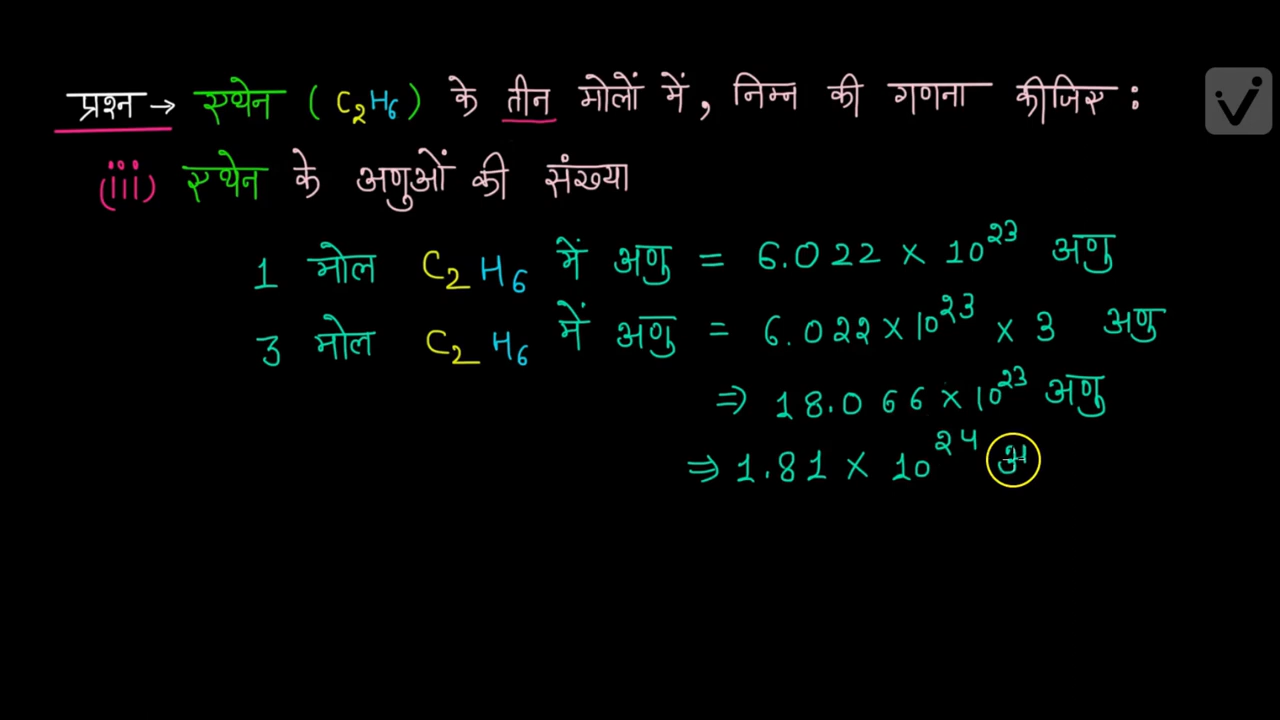 प्रश्न → एथेन ( C₂H₆ ) के तीन मोलों में , निम्न की गणना कीजिए :
(iii) एथेन के अणुओं की संख्या
1 मोल C₂H₆ में अणु = 6.022 × 10²³ अणु
3 मोल C₂H₆ में अणु = 6.022 × 10²³ × 3 अणु
⇒ 18.066 × 10²³ अणु
⇒ 1.81 × 10²⁴ अ